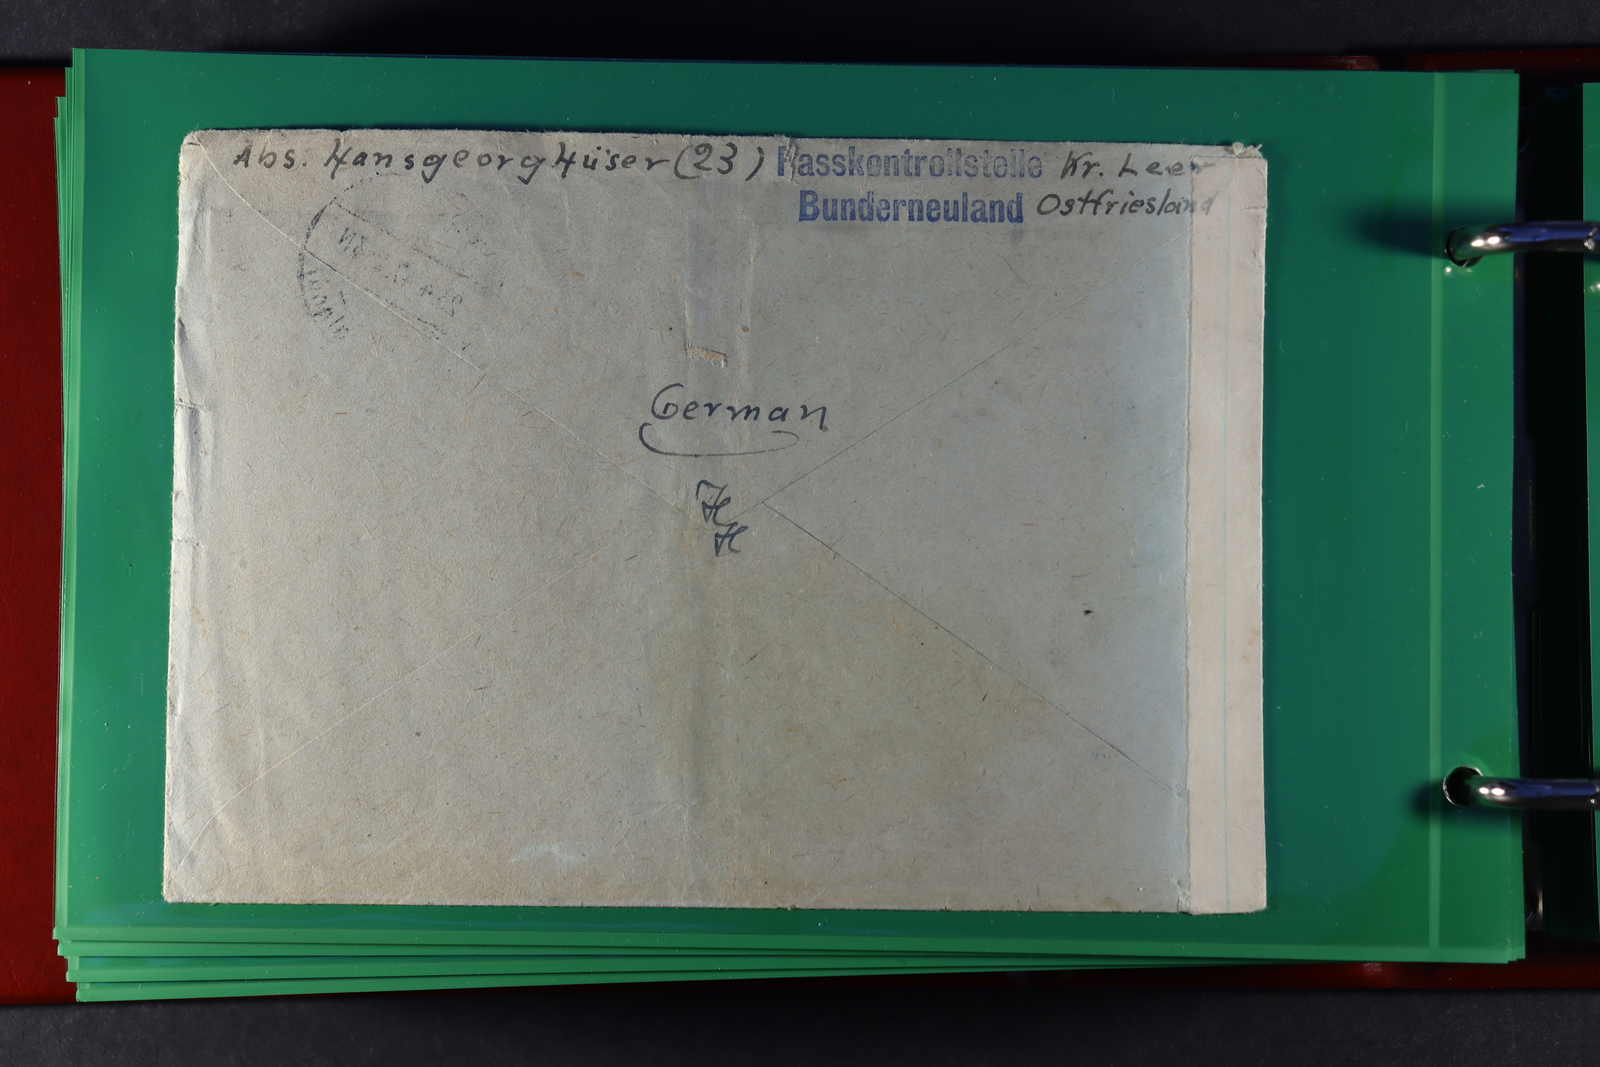 Abs. Hansgeorg Hüser (23) Passkontrollstelle Kr. Leer
Bunderneuland Ostfriesland
German
H
H